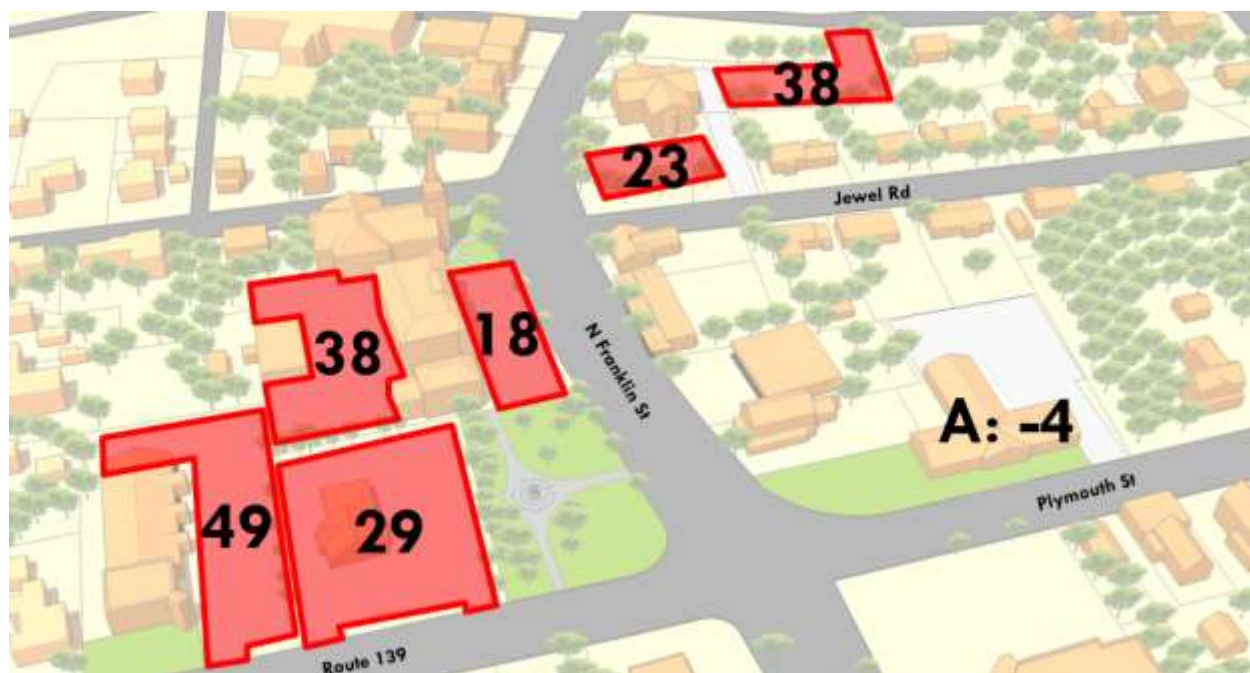 38
23
Jewel Rd
18
38
N Franklin St
A: -4
Plymouth St
49
29
Route 139